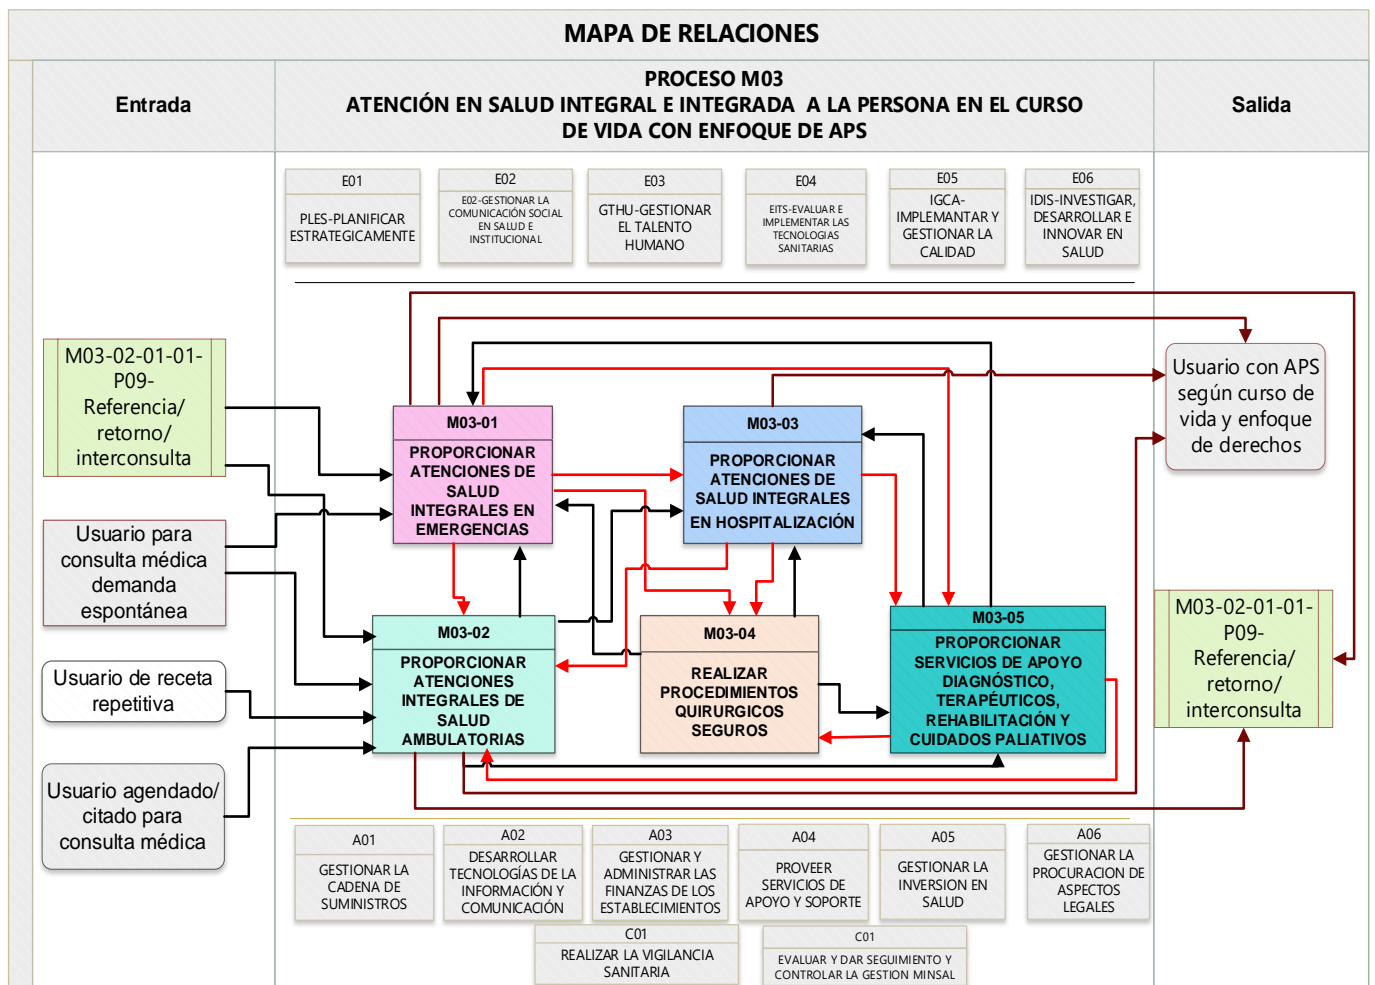 MAPA DE RELACIONES
Entrada
PROCESO M03
ATENCIÓN EN SALUD INTEGRAL E INTEGRADA A LA PERSONA EN EL CURSO
DE VIDA CON ENFOQUE DE APS
Salida
E01
PLES-PLANIFICAR
ESTRATEGICAMENTE
E02
E02-GESTIONAR LA
COMUNICACIÓN SOCIAL
EN SALUD E
INSTITUCIONAL
E03
GTHU-GESTIONAR
EL TALENTO
HUMANO
E04
EITS-EVALUAR E
IMPLEMENTAR LAS
TECNOLOGIAS
SANITARIAS
E05
IGCA-
IMPLEMANTAR Y
GESTIONAR LA
CALIDAD
E06
IDIS-INVESTIGAR,
DESARROLLAR E
INNOVAR EN
SALUD
M03-02-01-01-
P09-
Referencia/
retorno/
interconsulta
Usuario para
consulta médica
demanda
espontánea
Usuario de receta
repetitiva
Usuario agendado/
citado para
consulta médica
M03-01
PROPORCIONAR
ATENCIONES DE
SALUD
INTEGRALES EN
EMERGENCIAS
M03-03
PROPORCIONAR
ATENCIONES DE
SALUD INTEGRALES
EN HOSPITALIZACIÓN
M03-02
PROPORCIONAR
ATENCIONES
INTEGRALES DE
SALUD
AMBULATORIAS
M03-04
REALIZAR
PROCEDIMIENTOS
QUIRURGICOS
SEGUROS
M03-05
PROPORCIONAR
SERVICIOS DE APOYO
DIAGNÓSTICO,
TERAPÉUTICOS,
REHABILITACIÓN Y
CUIDADOS PALIATIVOS
Usuario con APS
según curso de
vida y enfoque
de derechos
M03-02-01-01-
P09-
Referencia/
retorno/
interconsulta
A01
GESTIONAR LA
CADENA DE
SUMINISTROS
A02
DESARROLLAR
TECNOLOGÍAS DE LA
INFORMACIÓN Y
COMUNICACIÓN
A03
GESTIONAR Y
ADMINISTRAR LAS
FINANZAS DE LOS
ESTABLECIMIENTOS
A04
PROVEER
SERVICIOS DE
APOYO Y SOPORTE
A05
GESTIONAR LA
INVERSION EN
SALUD
A06
GESTIONAR LA
PROCURACION DE
ASPECTOS
LEGALES
C01
REALIZAR LA VIGILANCIA
SANITARIA
C01
EVALUAR Y DAR SEGUIMIENTO Y
CONTROLAR LA GESTION MINSAL